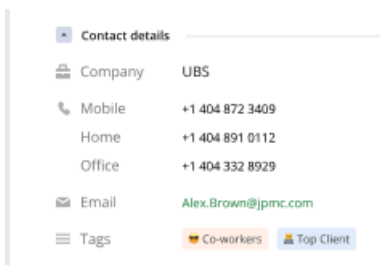 Contact details
Company UBS
Mobile +1 404 872 3409
Home +1 404 891 0112
Office +1 404 332 8929
Email Alex.Brown@jpmc.com
Tags 😎 Co-workers Top Client